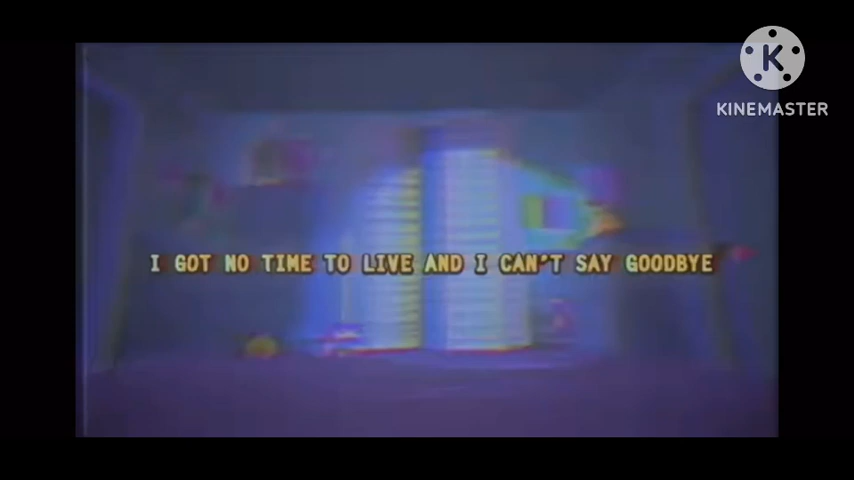 K
KINEMASTER
I GOT NO TIME TO LIVE AND I CAN'T SAY GOODBYE